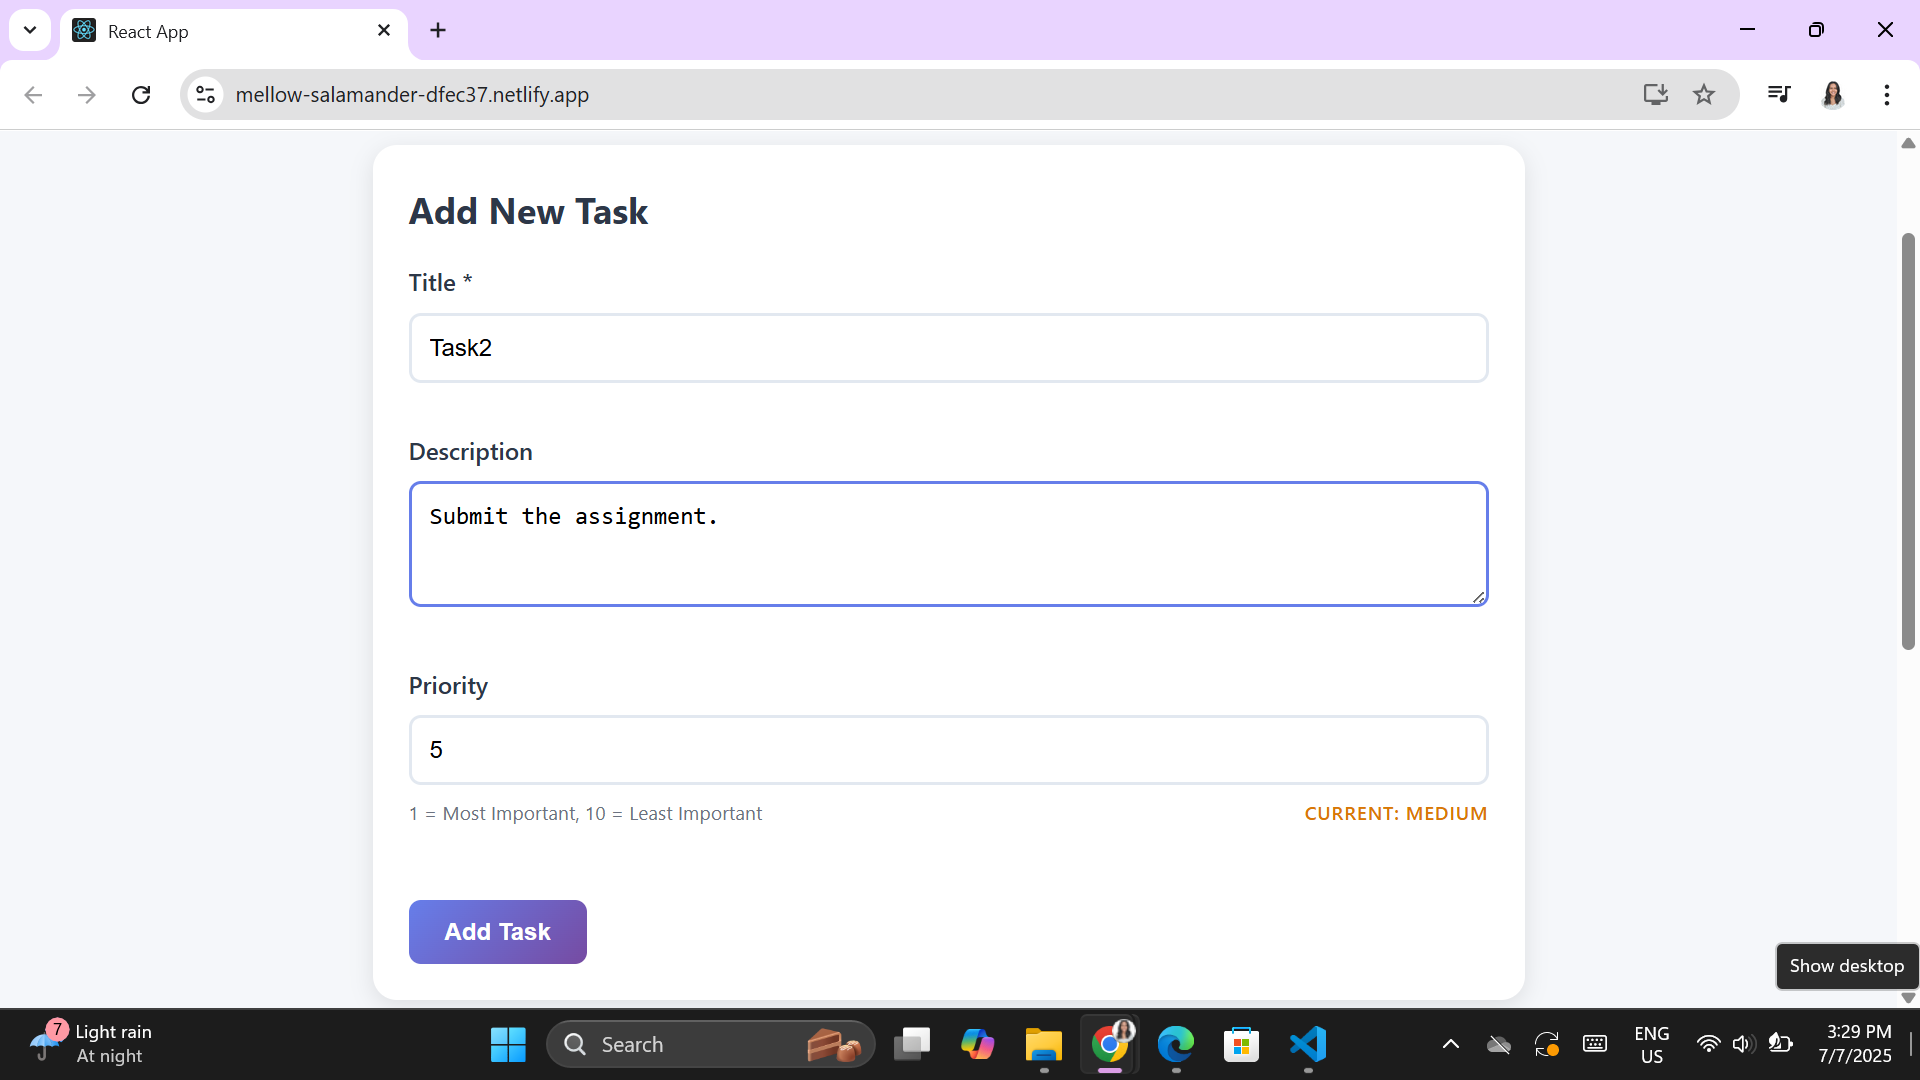 React App
mellow-salamander-dfec37.netlify.app
Add New Task
Title *
Task2
Description
Submit the assignment.
Priority
5
1 = Most Important, 10 = Least Important
CURRENT: MEDIUM
Add Task
Show desktop
7
Light rain
At night
Search
ENG
US
3:29 PM
7/7/2025